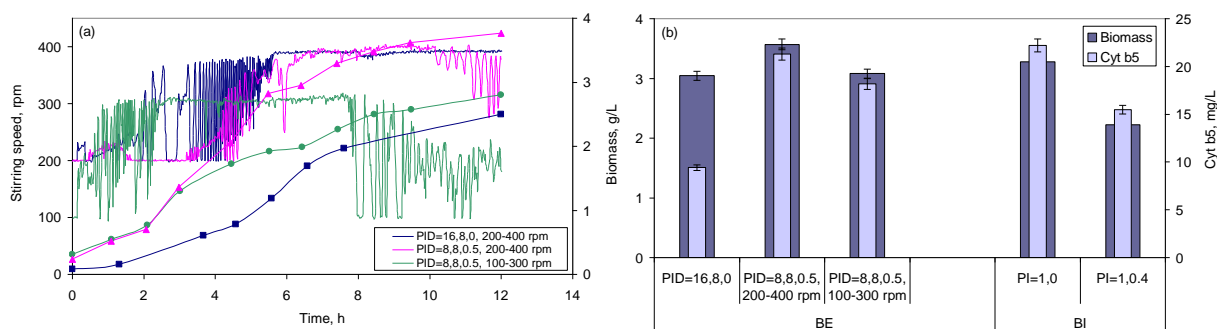 (a)
Stirring speed, rpm
400
300
200
100
0
4
3
2
1
0
0 2 4 6 8 10 12 14
Time, h
PID=16,8,0, 200-400 rpm
PID=8,8,0.5, 200-400 rpm
PID=8,8,0.5, 100-300 rpm
(b)
Biomass, g/L
4
3
2
1
0
25
20
15
10
5
0
Cyt b5, mg/L
Biomass
Cyt b5
PID=16,8,0
PID=8,8,0.5,
200-400 rpm
PID=8,8,0.5,
100-300 rpm
PI=1,0
PI=1,0.4
BE
BI